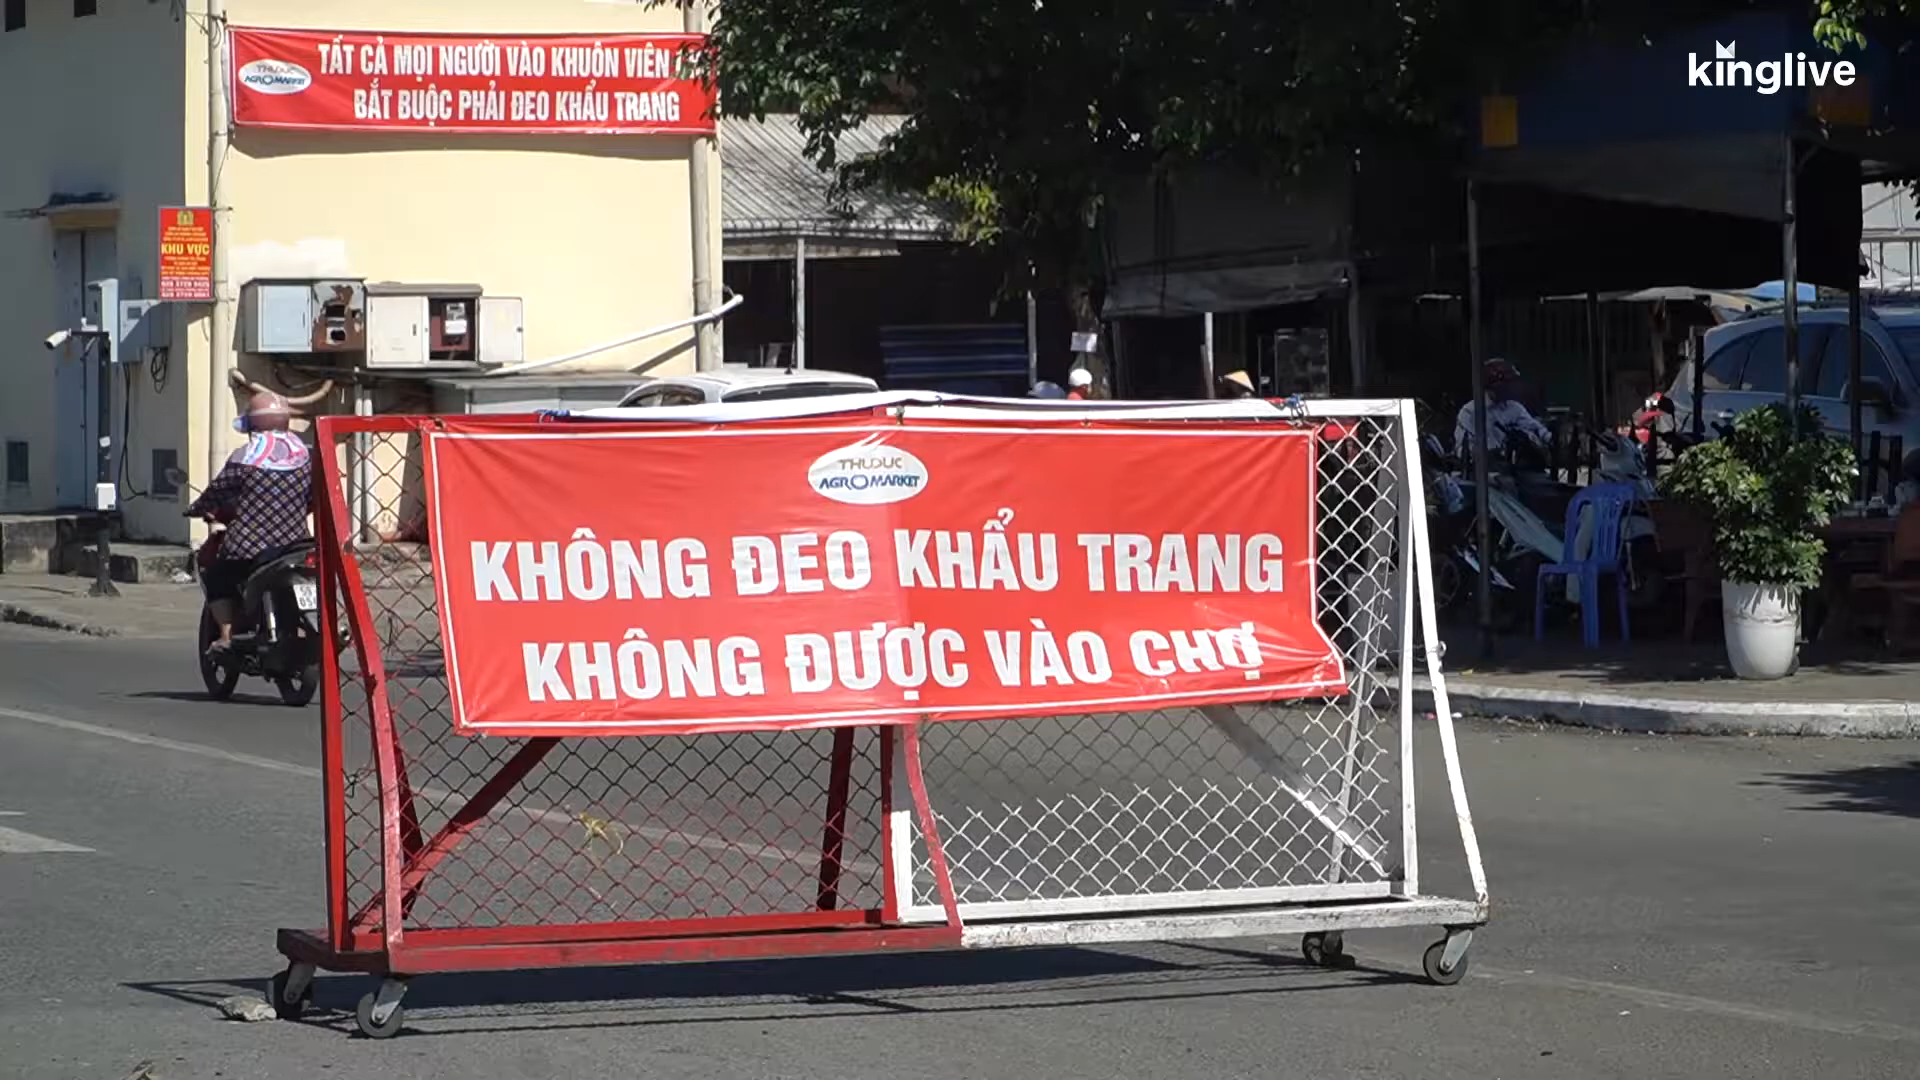 kinglive
THUDUC
AGROMARKET
TẤT CẢ MỌI NGƯỜI VÀO KHUÔN VIÊN
BẮT BUỘC PHẢI ĐEO KHẨU TRANG
KHU VỰC
THUDUC
AGROMARKET
KHÔNG ĐEO KHẨU TRANG
KHÔNG ĐƯỢC VÀO CHỢ